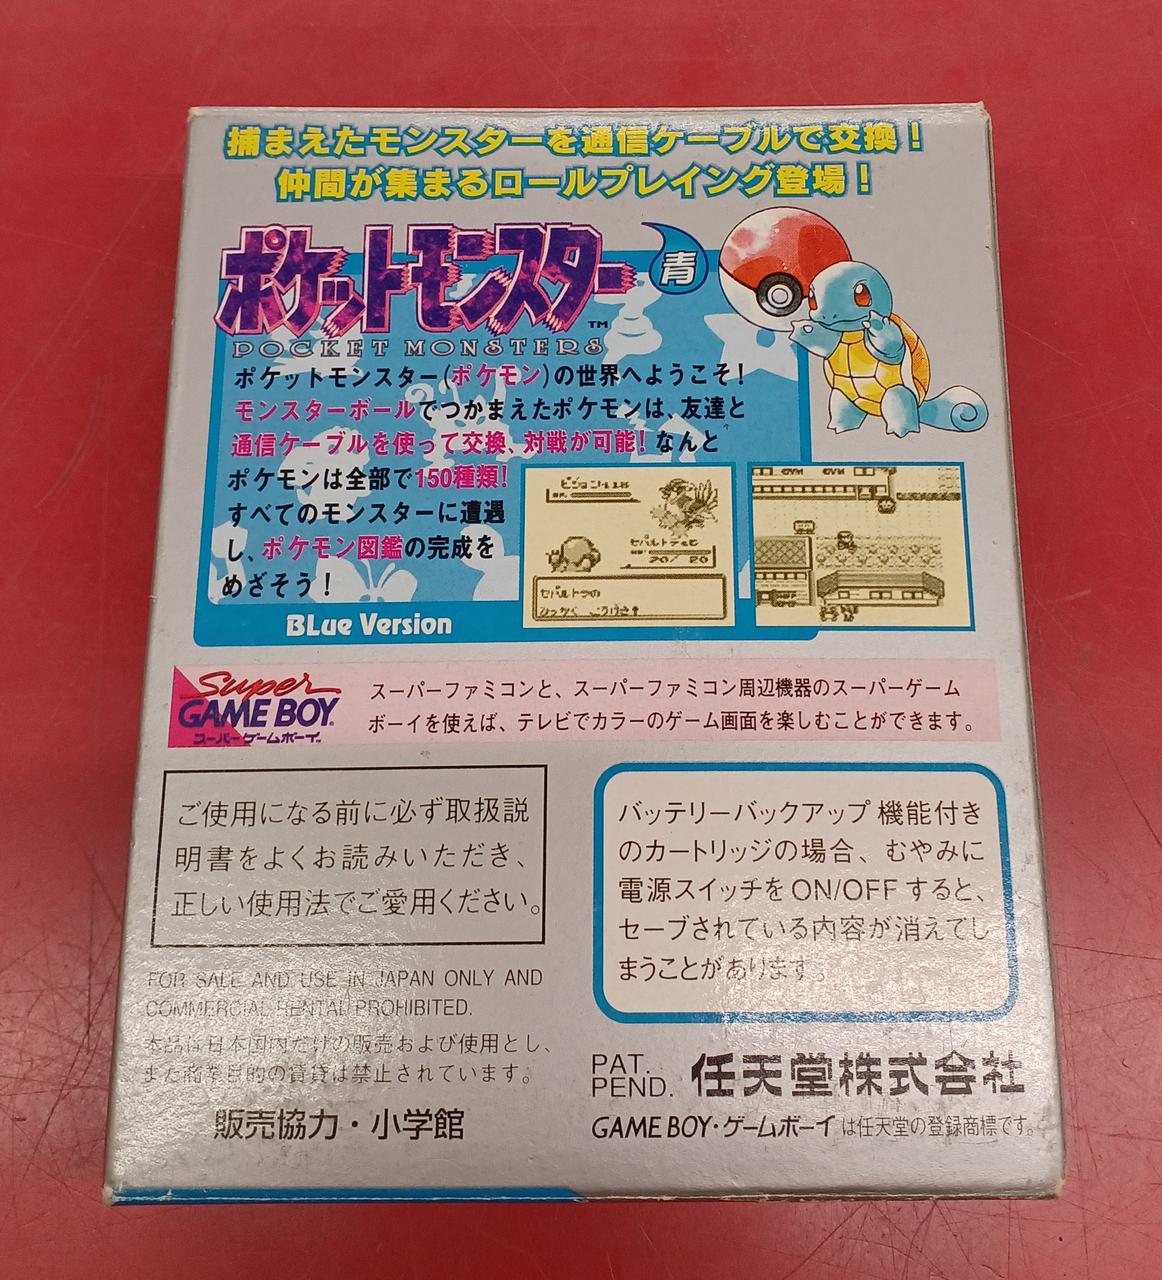 捕まえたモンスターを通信ケーブルで交換！
仲間が集まるロールプレイング登場！
ポケットモンスター™
青
POCKET MONSTERS
ポケットモンスター(ポケモン)の世界へようこそ！
モンスターボールでつかまえたポケモンは、友達と
通信ケーブルを使って交換、対戦が可能！なんと
ポケモンは全部で150種類！
すべてのモンスターに遭遇
し、ポケモン図鑑の完成を
めざそう！
BLue Version
GYM GYM
20/ 20
ひっかく こうげき！
Super
GAME BOY
スーパーゲームボーイ
スーパーファミコンと、スーパーファミコン周辺機器のスーパーゲーム
ボーイを使えば、テレビでカラーのゲーム画面を楽しむことができます。
ご使用になる前に必ず取扱説
明書をよくお読みいただき、
正しい使用法でご愛用ください。
バッテリーバックアップ機能付き
のカートリッジの場合、むやみに
電源スイッチをON/OFFすると、
セーブされている内容が消えてし
まうことがあります。
FOR SALE AND USE IN JAPAN ONLY AND
COMMERCIAL RENTAL PROHIBITED.
本品は日本国内だけの販売および使用とし、
また商業目的の賃貸は禁止されています。
販売協力・小学館
PAT.
PEND.
任天堂株式会社
GAME BOY・ゲームボーイは任天堂の登録商標です。